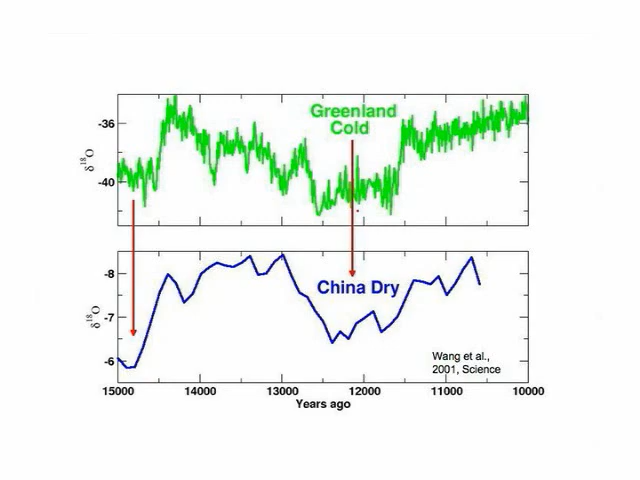 Greenland
Cold
-36
-40
δ18O
China Dry
-8
-7
-6
δ18O
Wang et al.,
2001, Science
15000 14000 13000 12000 11000 10000
Years ago